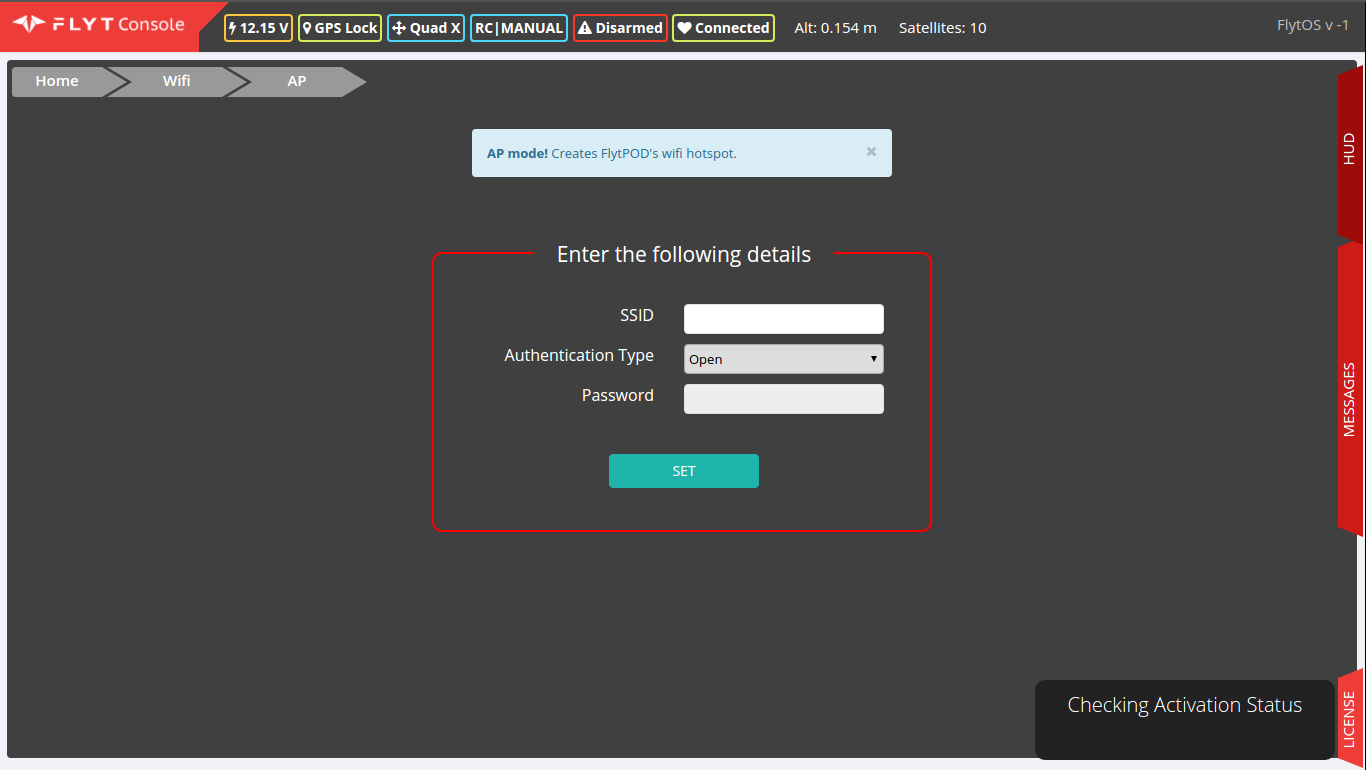 FLYT Console
12.15 V GPS Lock Quad X RC|MANUAL Disarmed Connected Alt: 0.154 m Satellites: 10 FlytOS v -1
Home Wifi AP
AP mode! Creates FlytPOD's wifi hotspot. ×
HUD
Enter the following details
SSID
Authentication Type Open
Password
MESSAGES
SET
Checking Activation Status
LICENSE